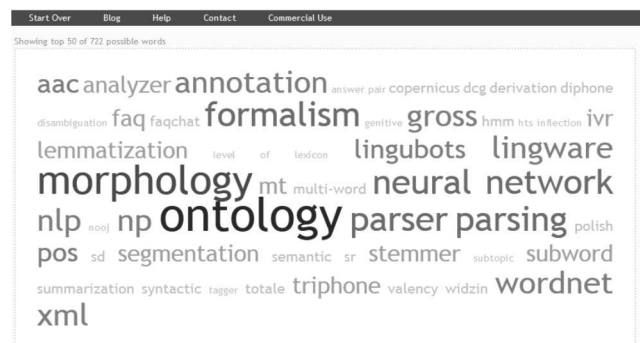 Start Over Blog Help Contact Commercial Use
Showing top 50 of 722 possible words
aac analyzer annotation answer pair copernicus dcg derivation diphone
disambiguation faq faqchat formalism genitive gross hmm hts inflection ivr
lemmatization level of lexicon lingubots lingware
morphology mt multi-word neural network
nlp nooj np ontology parser parsing polish
pos sd segmentation semantic sr stemmer subtopic subword
summarization syntactic tagger totale triphone valency widzin wordnet
xml